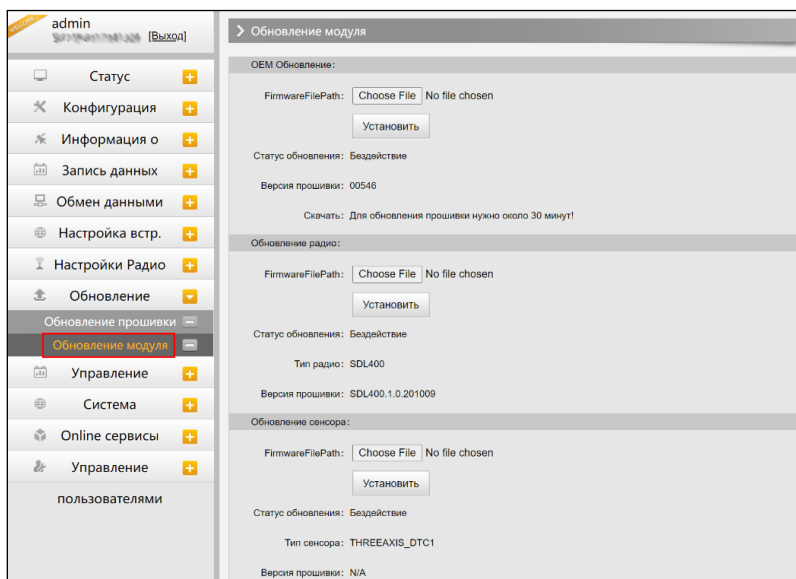 WELCOME
admin
[Выход]
Статус
Конфигурация
Информация о
Запись данных
Обмен данными
Настройка встр.
Настройки Радио
Обновление
Обновление прошивки
Обновление модуля
Управление
Система
Online сервисы
Управление
пользователями
Обновление модуля
OEM Обновление:
FirmwareFilePath: Choose File No file chosen
Установить
Статус обновления: Бездействие
Версия прошивки: 00546
Скачать: Для обновления прошивки нужно около 30 минут!
Обновление радио:
FirmwareFilePath: Choose File No file chosen
Установить
Статус обновления: Бездействие
Тип радио: SDL400
Версия прошивки: SDL400.1.0.201009
Обновление сенсора:
FirmwareFilePath: Choose File No file chosen
Установить
Статус обновления: Бездействие
Тип сенсора: THREEAXIS_DTC1
Версия прошивки: N/A